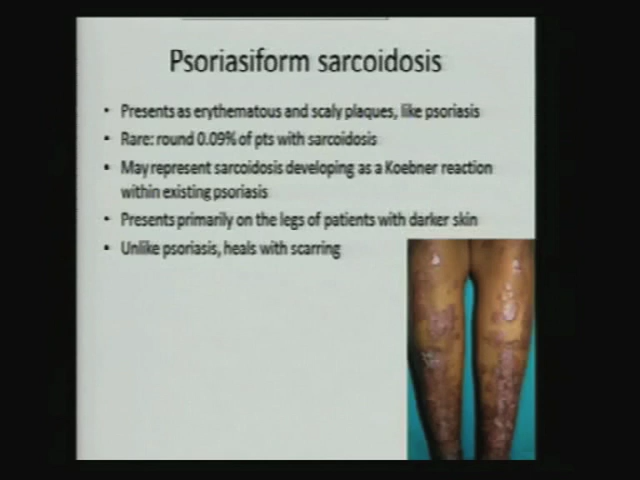 Psoriasiform sarcoidosis
• Presents as erythematous and scaly plaques, like psoriasis
• Rare: round 0.09% of pts with sarcoidosis
• May represent sarcoidosis developing as a Koebner reaction
within existing psoriasis
• Presents primarily on the legs of patients with darker skin
• Unlike psoriasis, heals with scarring